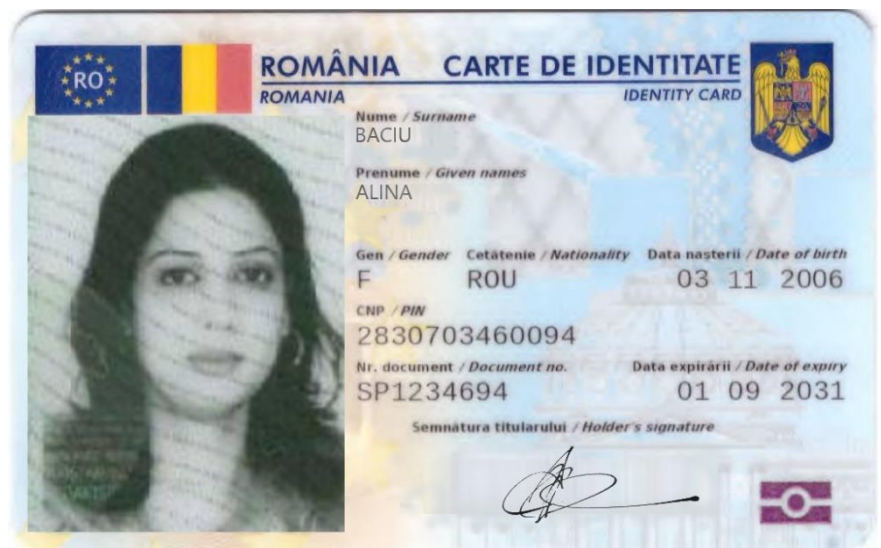 RO
ROMÂNIA CARTE DE IDENTITATE
ROMANIA IDENTITY CARD
Nume / Surname
BACIU
Prenume / Given names
ALINA
Gen / Gender Cetățenie / Nationality Data nașterii / Date of birth
F ROU 03 11 2006
CNP / PIN
2830703460094
Nr. document / Document no. Data expirării / Date of expiry
SP1234694 01 09 2031
Semnătura titularului / Holder's signature